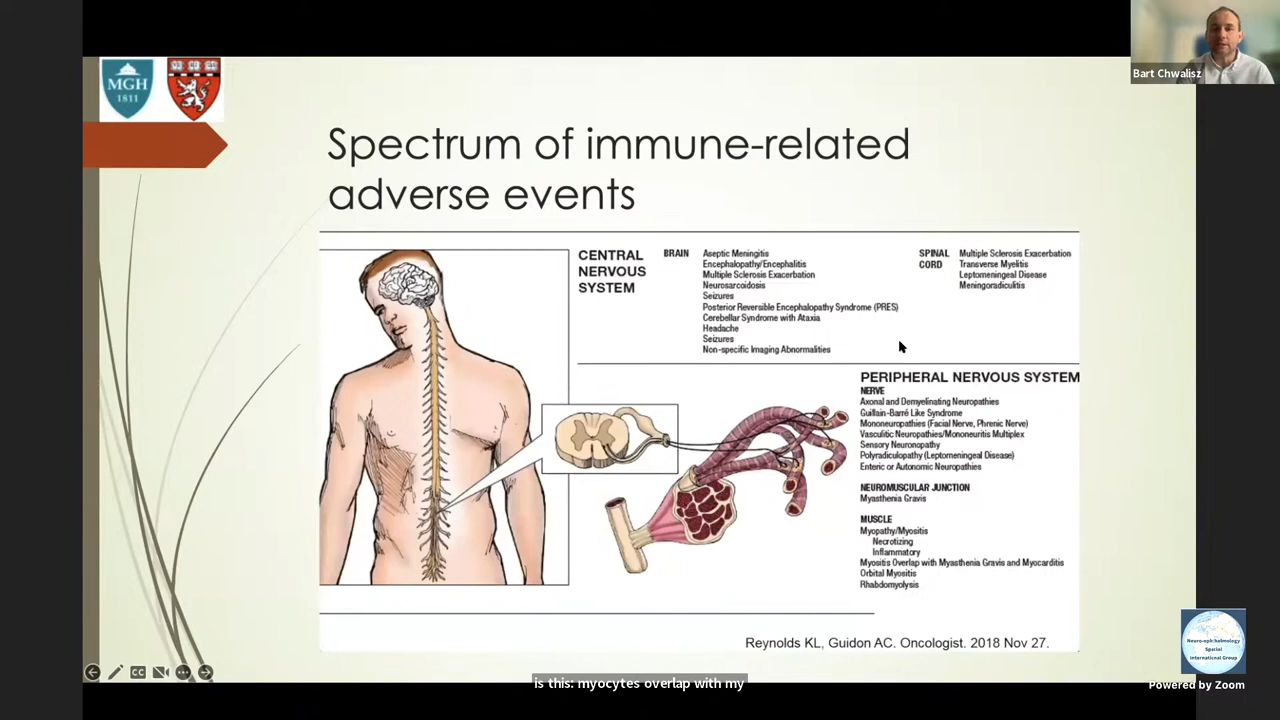 Bart Chwalisz
MGH
1811
Spectrum of immune-related
adverse events
CENTRAL
NERVOUS
SYSTEM
BRAIN
Aseptic Meningitis
Encephalopathy/Encephalitis
Multiple Sclerosis Exacerbation
Neurosarcoidosis
Seizures
Posterior Reversible Encephalopathy Syndrome (PRES)
Cerebellar Syndrome with Ataxia
Headache
Seizures
Non-specific Imaging Abnormalities
SPINAL
CORD
Multiple Sclerosis Exacerbation
Transverse Myelitis
Leptomeningeal Disease
Meningoradiculitis
PERIPHERAL NERVOUS SYSTEM
NERVE
Axonal and Demyelinating Neuropathies
Guillain-Barré Like Syndrome
Mononeuropathies (Facial Nerve, Phrenic Nerve)
Vasculitic Neuropathies/Mononeuritis Multiplex
Sensory Neuronopathy
Polyradiculopathy (Leptomeningeal Disease)
Enteric or Autonomic Neuropathies
NEUROMUSCULAR JUNCTION
Myasthenia Gravis
MUSCLE
Myopathy/Myositis
Necrotizing
Inflammatory
Myositis Overlap with Myasthenia Gravis and Myocarditis
Orbital Myositis
Rhabdomyolysis
Reynolds KL, Guidon AC. Oncologist. 2018 Nov 27.
CC
Neuro-ophthalmology
Special
International Group
Powered by Zoom
is this: myocytes overlap with my